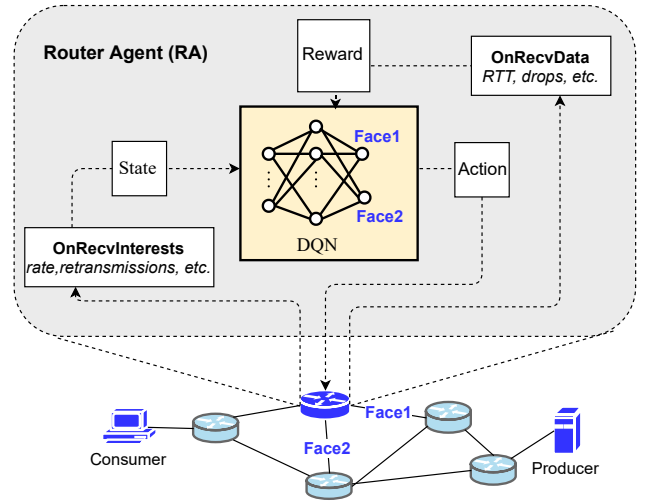 Router Agent (RA)
Reward
OnRecvData
RTT, drops, etc.
Face1
State
Action
Face2
DQN
OnRecvInterests
rate,retransmissions, etc.
Face1
Face2
Consumer
Producer